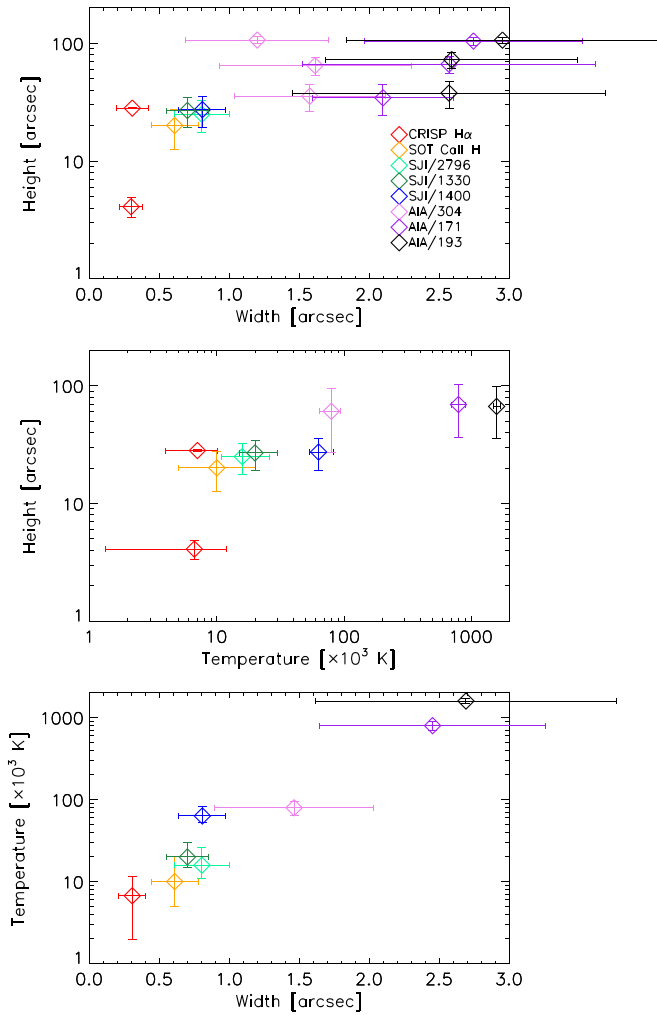 100
10
1
Height [arcsec]
CRISP Hα
SOT CaII H
SJI/2796
SJI/1330
SJI/1400
AIA/304
AIA/171
AIA/193
0.0 0.5 1.0 1.5 2.0 2.5 3.0
Width [arcsec]
100
10
1
Height [arcsec]
1 10 100 1000
Temperature [×10³ K]
1000
100
10
1
Temperature [×10³ K]
0.0 0.5 1.0 1.5 2.0 2.5 3.0
Width [arcsec]